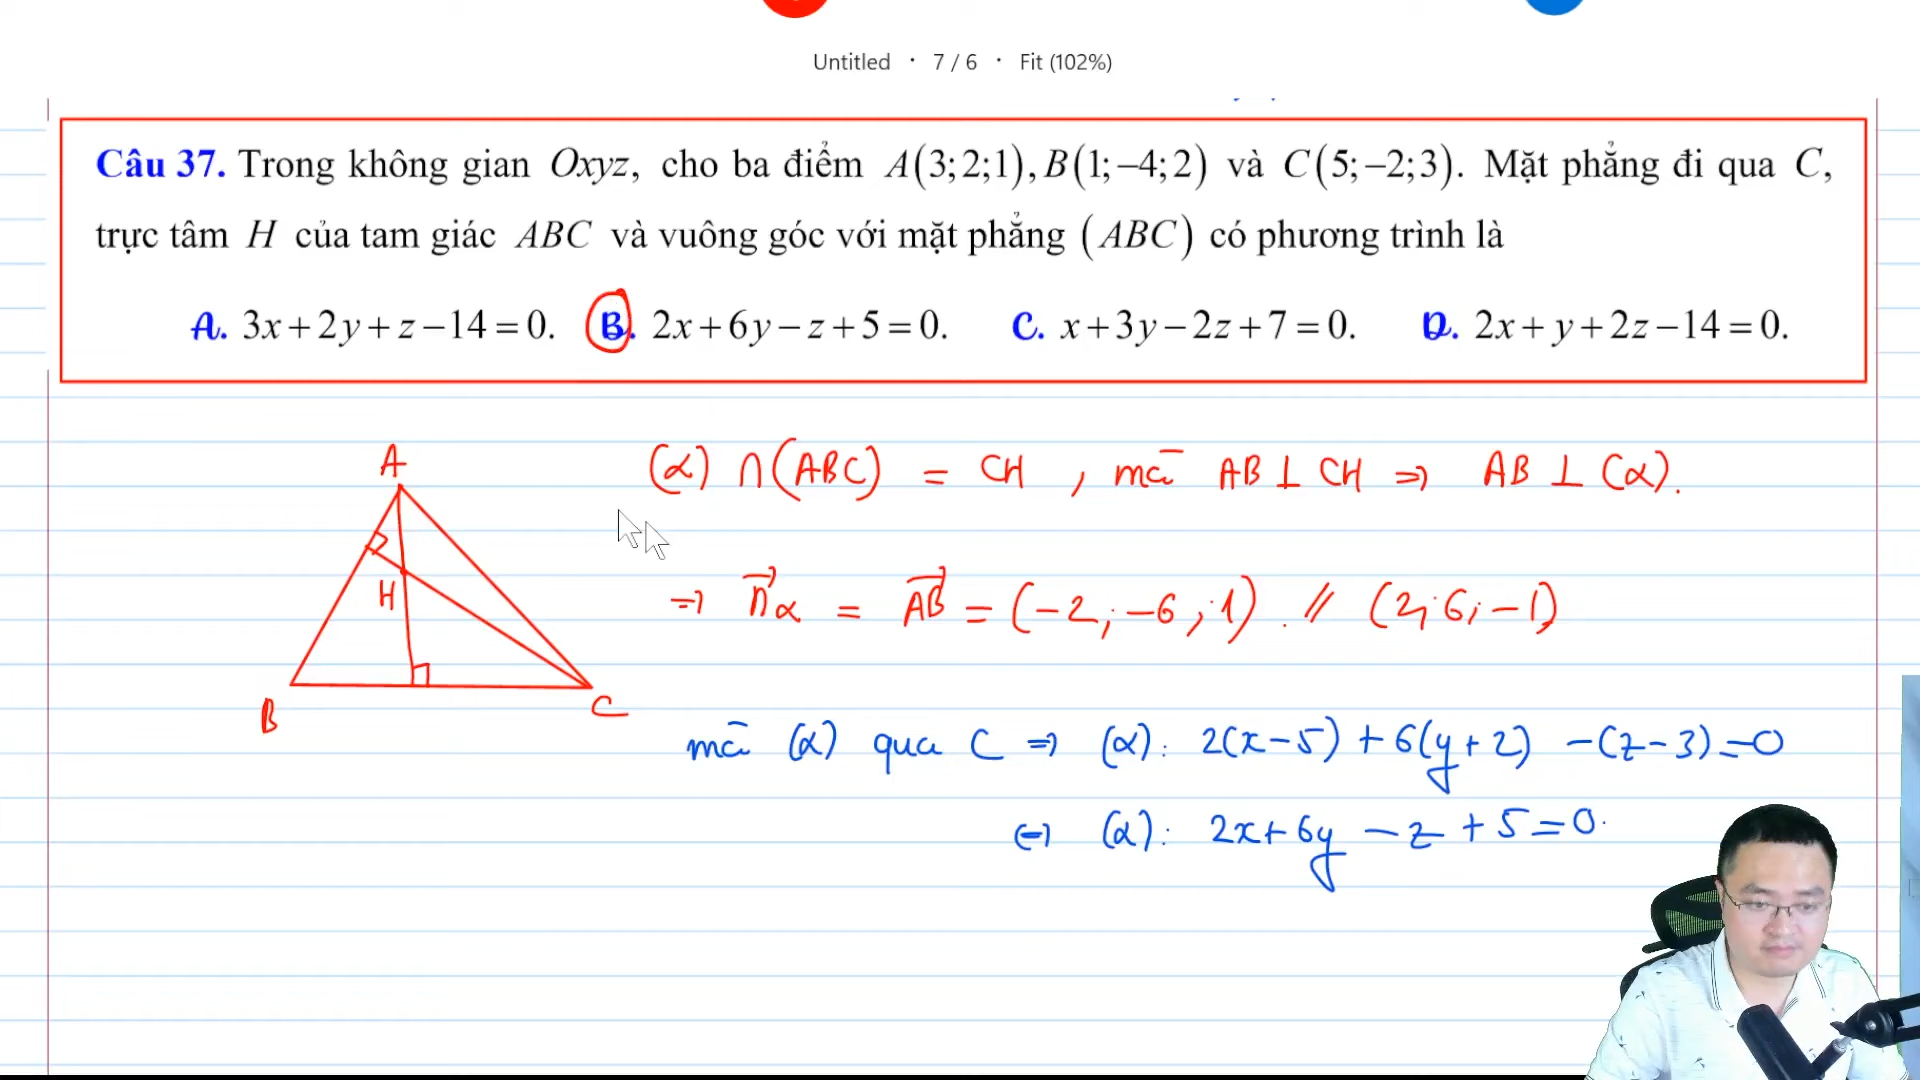 Untitled · 7 / 6 · Fit (102%)
Câu 37. Trong không gian Oxyz, cho ba điểm A(3;2;1), B(1;−4;2) và C(5;−2;3). Mặt phẳng đi qua C,
trực tâm H của tam giác ABC và vuông góc với mặt phẳng (ABC) có phương trình là
A. 3x+2y+z−14=0. B. 2x+6y−z+5=0. C. x+3y−2z+7=0. D. 2x+y+2z−14=0.
A
H
B
C
(α) ∩ (ABC) = CH , mà AB ⊥ CH ⇒ AB ⊥ (α).
⇒ n⃗α = AB⃗ = (−2;−6;1) . // (2;6;−1)
mà (α) qua C ⇒ (α): 2(x−5) + 6(y+2) −(z−3)=0
⇔ (α): 2x+6y −z +5=0.